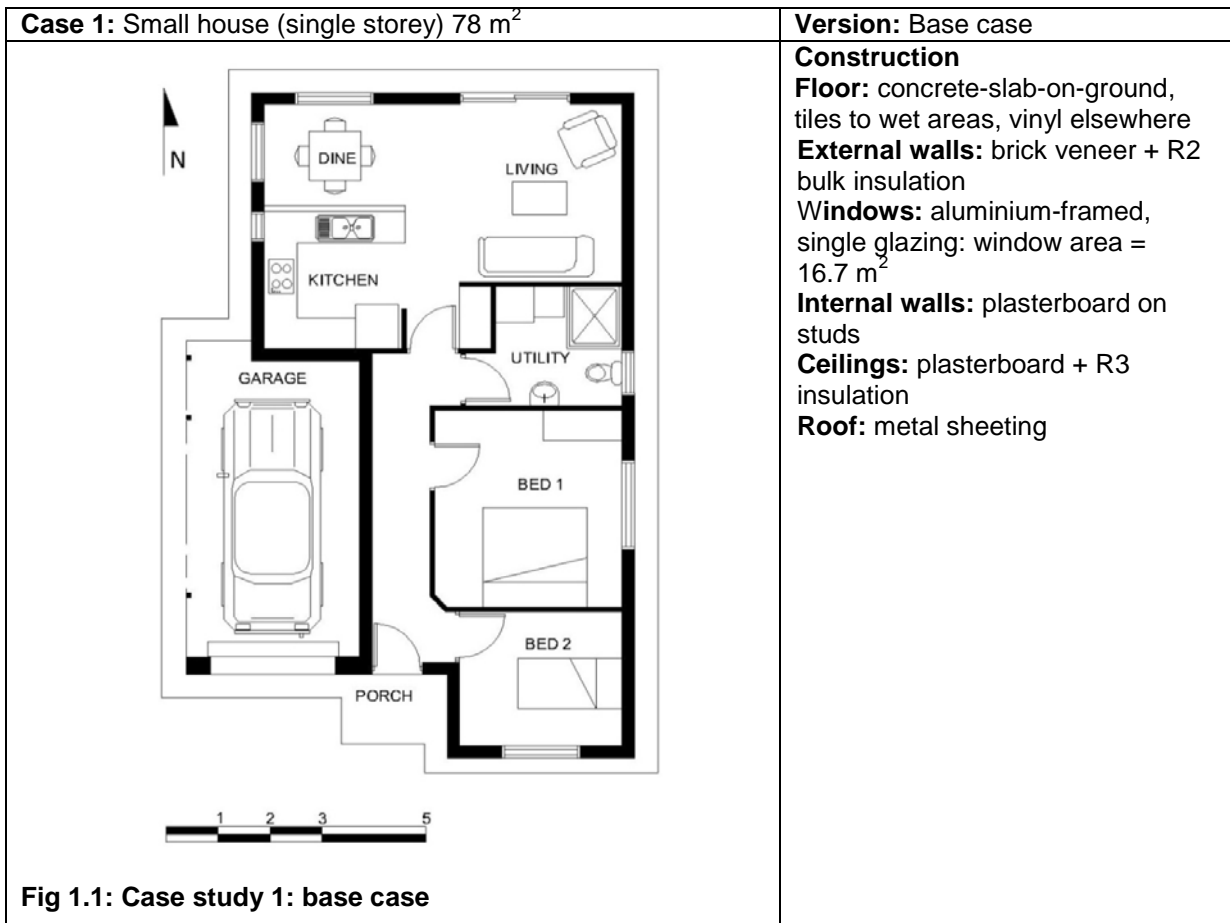 Case 1: Small house (single storey) 78 m2
Version: Base case
N
DINE
LIVING
KITCHEN
UTILITY
GARAGE
BED 1
BED 2
PORCH
1 2 3 5
Fig 1.1: Case study 1: base case
Construction
Floor: concrete-slab-on-ground,
tiles to wet areas, vinyl elsewhere
External walls: brick veneer + R2
bulk insulation
Windows: aluminium-framed,
single glazing: window area =
16.7 m2
Internal walls: plasterboard on
studs
Ceilings: plasterboard + R3
insulation
Roof: metal sheeting